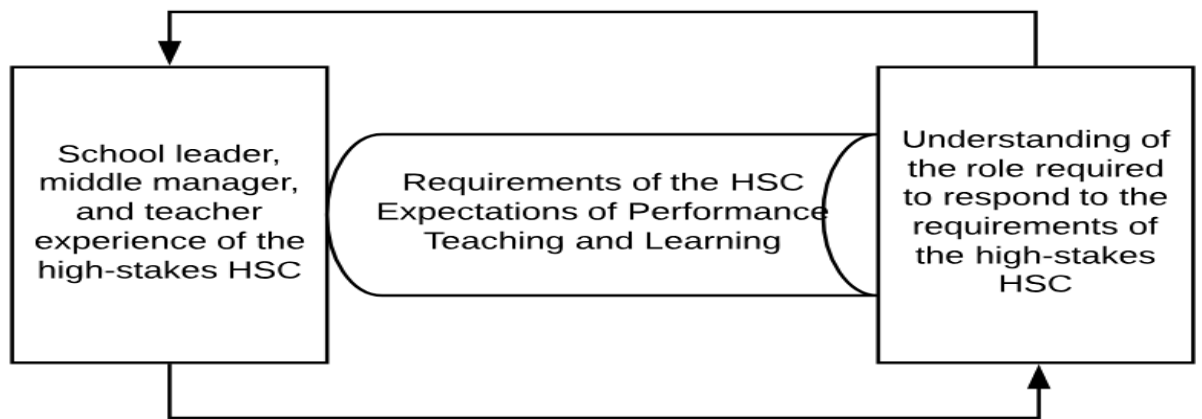 School leader,
middle manager,
and teacher
experience of the
high-stakes HSC
Requirements of the HSC
Expectations of Performance
Teaching and Learning
Understanding of
the role required
to respond to the
requirements of
the high-stakes
HSC